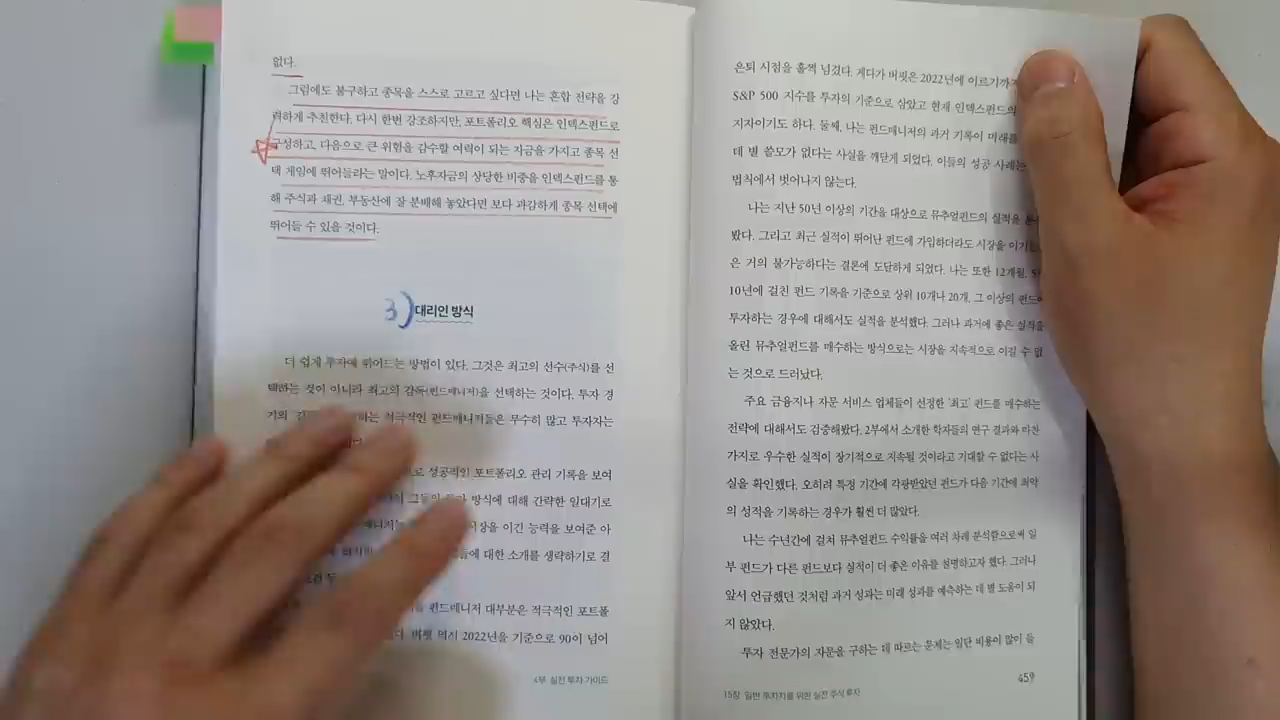 없다.
그럼에도 불구하고 종목을 스스로 고르고 싶다면 나는 혼합 전략을 강
력하게 추천한다. 다시 한번 강조하지만, 포트폴리오 핵심은 인덱스펀드로
구성하고, 다음으로 큰 위험을 감수할 여력이 되는 자금을 가지고 종목 선
택 게임에 뛰어들라는 말이다. 노후자금의 상당한 비중을 인덱스펀드를 통
해 주식과 채권, 부동산에 잘 분배해 놓았다면 보다 과감하게 종목 선택에
뛰어들 수 있을 것이다.
3) 대리인 방식
더 쉽게 투자에 뛰어드는 방법이 있다. 그것은 최고의 선수(주식)를 선
택하는 것이 아니라 최고의 감독(펀드매니저)을 선택하는 것이다. 투자 경
기의 적극적인 펀드매니저들은 무수히 많고 투자자는
성공적인 포트폴리오 관리 기록을 보여
방식에 대해 간략한 일대기로
이긴 능력을 보여준 아
대한 소개를 생략하기로 결
펀드매니저 대부분은 적극적인 포트폴
버핏 역시 2022년을 기준으로 90이 넘어
4부 실전 투자 가이드
은퇴 시점을 훌쩍 넘겼다. 게다가 버핏은 2022년에 이르기까지
S&P 500 지수를 투자의 기준으로 삼았고 현재 인덱스펀드의
지자이기도 하다. 둘째, 나는 펀드매니저의 과거 기록이 미래를
데 별 쓸모가 없다는 사실을 깨닫게 되었다. 이들의 성공 사례는
법칙에서 벗어나지 않는다.
나는 지난 50년 이상의 기간을 대상으로 뮤추얼펀드의 실적을
봤다. 그리고 최근 실적이 뛰어난 펀드에 가입하더라도 시장을
은 거의 불가능하다는 결론에 도달하게 되었다. 나는 또한 12개월,
10년에 걸친 펀드 기록을 기준으로 상위 10개나 20개, 그 이상의 펀드에
투자하는 경우에 대해서도 실적을 분석했다. 그러나 과거에 좋은 실적을
올린 뮤추얼펀드를 매수하는 방식으로는 시장을 지속적으로 이길 수 없
는 것으로 드러났다.
주요 금융지나 자문 서비스 업체들이 선정한 '최고' 펀드를 매수하는
전략에 대해서도 검증해봤다. 2부에서 소개한 학자들의 연구 결과와 마찬
가지로 우수한 실적이 장기적으로 지속될 것이라고 기대할 수 없다는 사
실을 확인했다. 오히려 특정 기간에 각광받았던 펀드가 다음 기간에 최악
의 성적을 기록하는 경우가 훨씬 더 많았다.
나는 수년간에 걸쳐 뮤추얼펀드 수익률을 여러 차례 분석함으로써 일
부 펀드가 다른 펀드보다 실적이 더 좋은 이유를 설명하고자 했다. 그러나
앞서 언급했던 것처럼 과거 성과는 미래 성과를 예측하는 데 별 도움이 되
지 않았다.
투자 전문가의 자문을 구하는 데 따르는 문제는 일단 비용이 많이 들
15장 일반 투자자를 위한 실전 주식 투자
459